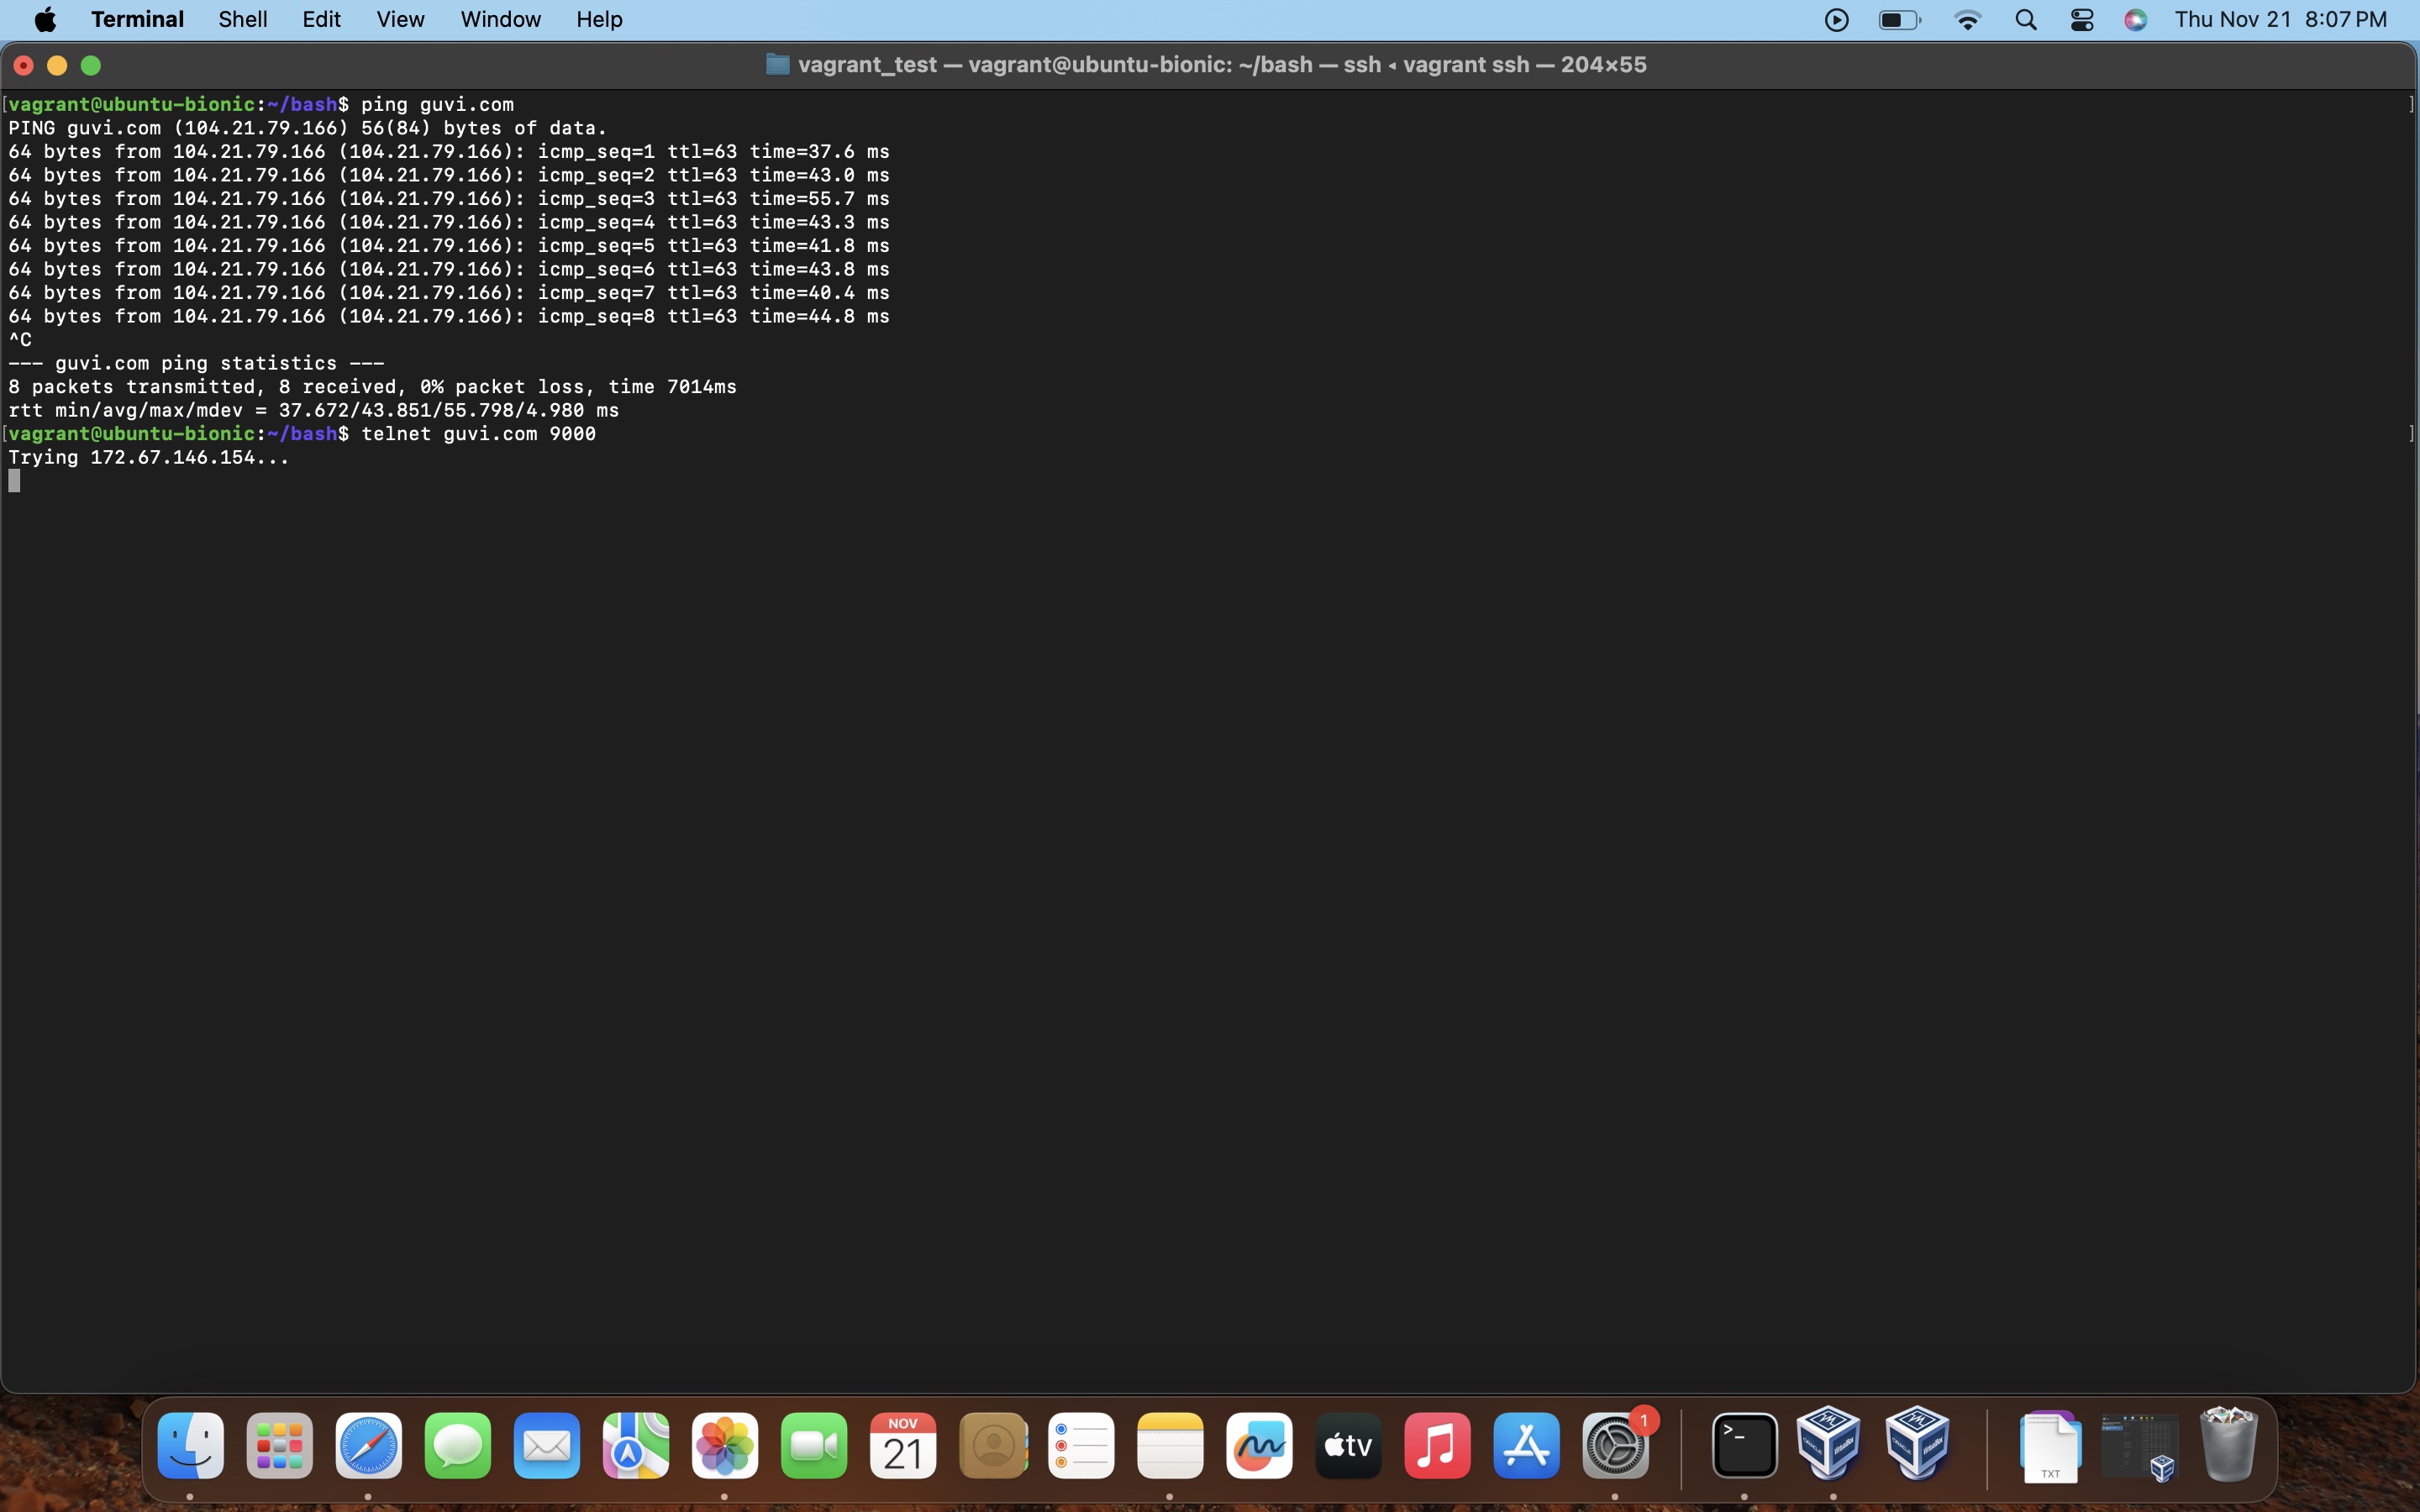 Terminal Shell Edit View Window Help Thu Nov 21 8:07 PM
vagrant_test — vagrant@ubuntu-bionic: ~/bash — ssh ◂ vagrant ssh — 204×55
[vagrant@ubuntu-bionic:~/bash$ ping guvi.com ]
PING guvi.com (104.21.79.166) 56(84) bytes of data.
64 bytes from 104.21.79.166 (104.21.79.166): icmp_seq=1 ttl=63 time=37.6 ms
64 bytes from 104.21.79.166 (104.21.79.166): icmp_seq=2 ttl=63 time=43.0 ms
64 bytes from 104.21.79.166 (104.21.79.166): icmp_seq=3 ttl=63 time=55.7 ms
64 bytes from 104.21.79.166 (104.21.79.166): icmp_seq=4 ttl=63 time=43.3 ms
64 bytes from 104.21.79.166 (104.21.79.166): icmp_seq=5 ttl=63 time=41.8 ms
64 bytes from 104.21.79.166 (104.21.79.166): icmp_seq=6 ttl=63 time=43.8 ms
64 bytes from 104.21.79.166 (104.21.79.166): icmp_seq=7 ttl=63 time=40.4 ms
64 bytes from 104.21.79.166 (104.21.79.166): icmp_seq=8 ttl=63 time=44.8 ms
^C
--- guvi.com ping statistics ---
8 packets transmitted, 8 received, 0% packet loss, time 7014ms
rtt min/avg/max/mdev = 37.672/43.851/55.798/4.980 ms
[vagrant@ubuntu-bionic:~/bash$ telnet guvi.com 9000 ]
Trying 172.67.146.154...
NOV
21
tv
1
>_
TXT